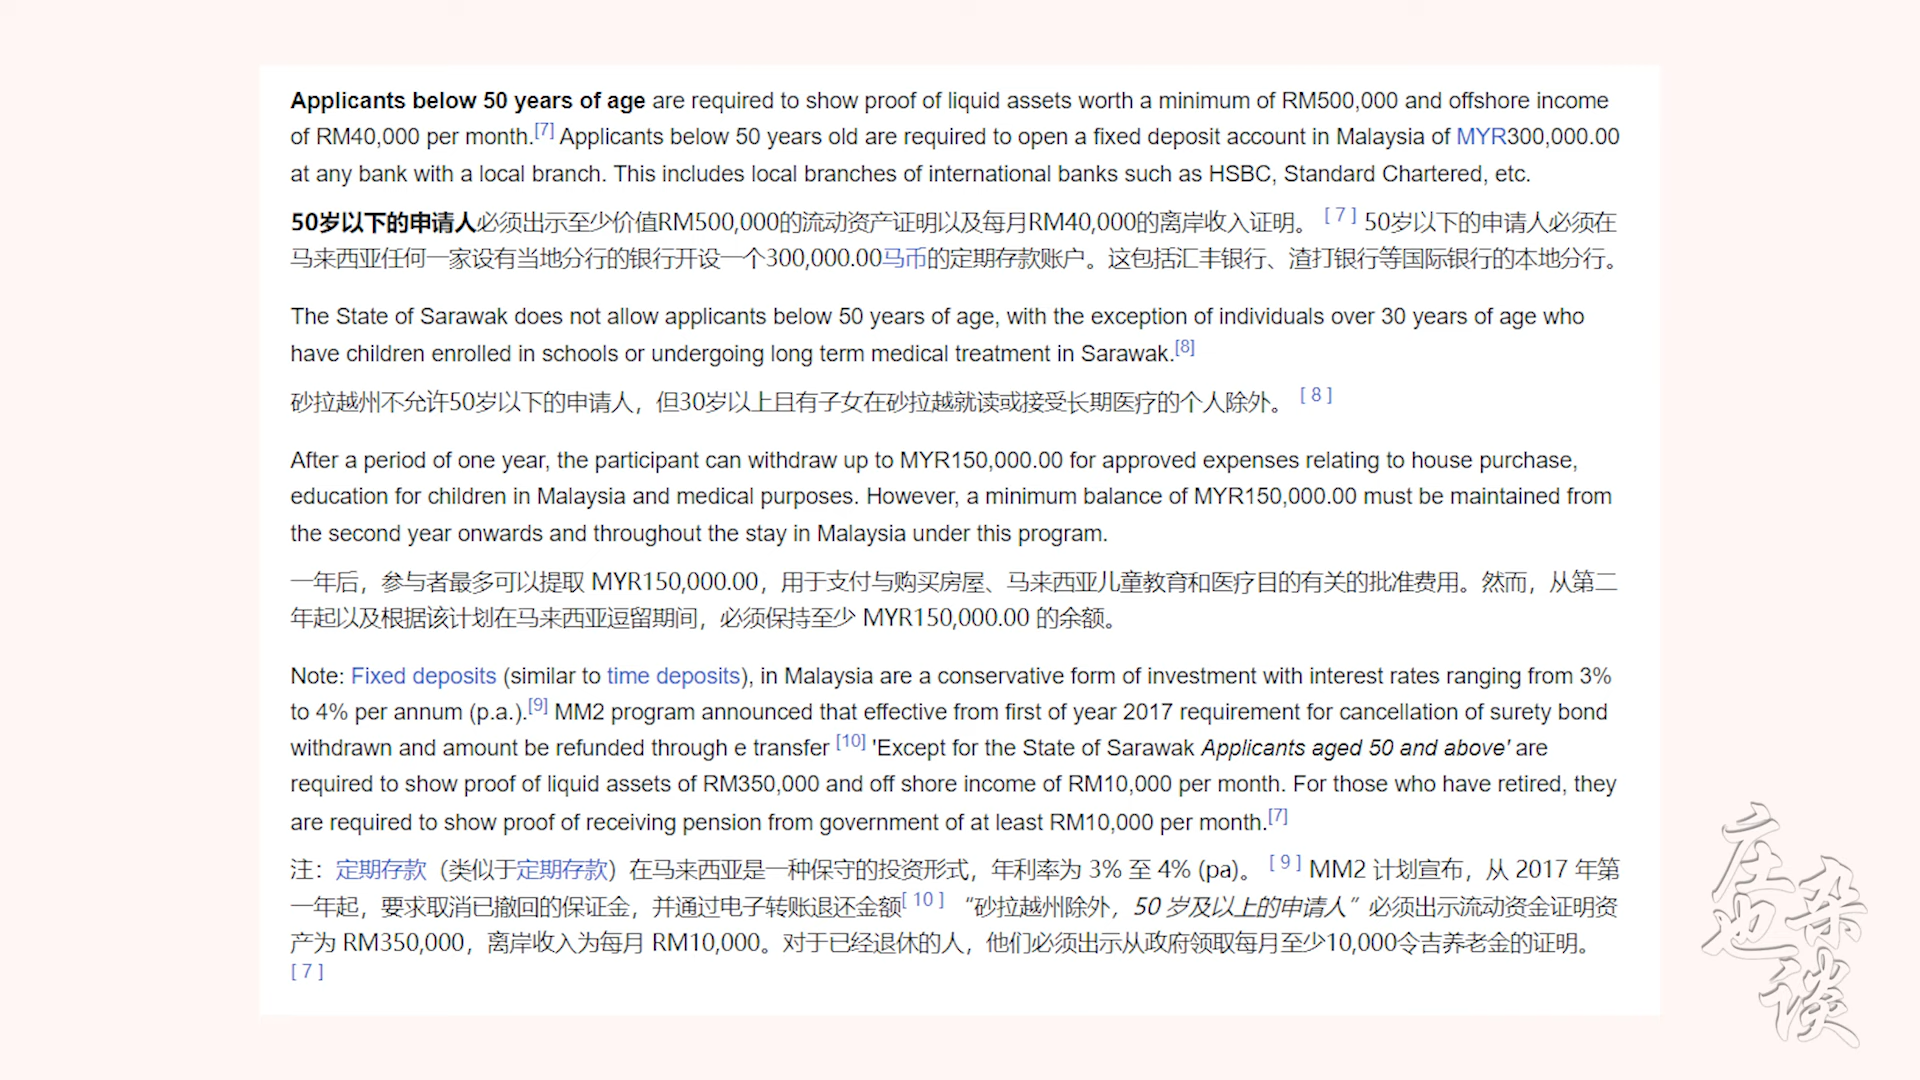 Applicants below 50 years of age are required to show proof of liquid assets worth a minimum of RM500,000 and offshore income
of RM40,000 per month.[7] Applicants below 50 years old are required to open a fixed deposit account in Malaysia of MYR300,000.00
at any bank with a local branch. This includes local branches of international banks such as HSBC, Standard Chartered, etc.
50岁以下的申请人必须出示至少价值RM500,000的流动资产证明以及每月RM40,000的离岸收入证明。[ 7 ] 50岁以下的申请人必须在
马来西亚任何一家设有当地分行的银行开设一个300,000.00马币的定期存款账户。这包括汇丰银行、渣打银行等国际银行的本地分行。
The State of Sarawak does not allow applicants below 50 years of age, with the exception of individuals over 30 years of age who
have children enrolled in schools or undergoing long term medical treatment in Sarawak.[8]
砂拉越州不允许50岁以下的申请人，但30岁以上且有子女在砂拉越就读或接受长期医疗的个人除外。[ 8 ]
After a period of one year, the participant can withdraw up to MYR150,000.00 for approved expenses relating to house purchase,
education for children in Malaysia and medical purposes. However, a minimum balance of MYR150,000.00 must be maintained from
the second year onwards and throughout the stay in Malaysia under this program.
一年后，参与者最多可以提取 MYR150,000.00，用于支付与购买房屋、马来西亚儿童教育和医疗目的有关的批准费用。然而，从第二
年起以及根据该计划在马来西亚逗留期间，必须保持至少 MYR150,000.00 的余额。
Note: Fixed deposits (similar to time deposits), in Malaysia are a conservative form of investment with interest rates ranging from 3%
to 4% per annum (p.a.).[9] MM2 program announced that effective from first of year 2017 requirement for cancellation of surety bond
withdrawn and amount be refunded through e transfer [10] 'Except for the State of Sarawak Applicants aged 50 and above' are
required to show proof of liquid assets of RM350,000 and off shore income of RM10,000 per month. For those who have retired, they
are required to show proof of receiving pension from government of at least RM10,000 per month.[7]
注：定期存款（类似于定期存款）在马来西亚是一种保守的投资形式，年利率为 3% 至 4% (pa)。[ 9 ] MM2 计划宣布，从 2017 年第
一年起，要求取消已撤回的保证金，并通过电子转账退还金额[ 10 ] “砂拉越州除外，50 岁及以上的申请人”必须出示流动资金证明资
产为 RM350,000，离岸收入为每月 RM10,000。对于已经退休的人，他们必须出示从政府领取每月至少10,000令吉养老金的证明。
[ 7 ]
庄也
杂谈